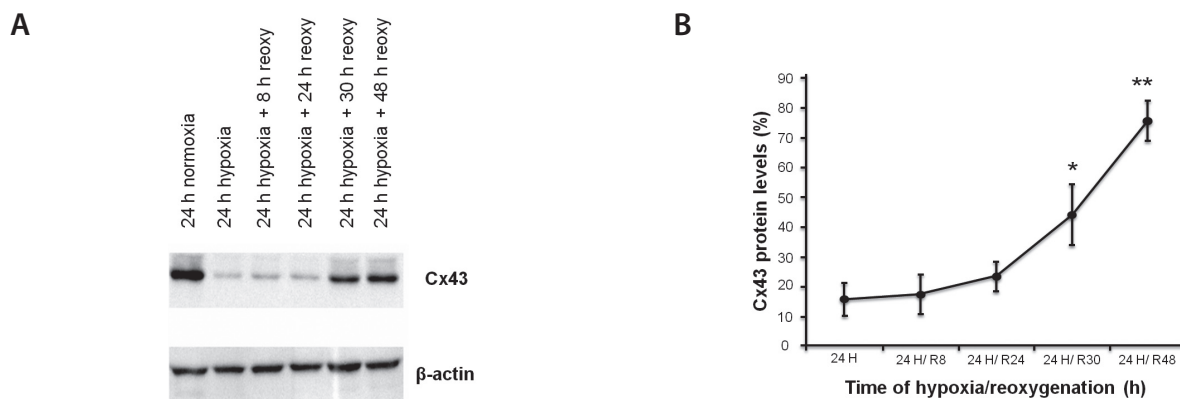 A
24 h normoxia
24 h hypoxia
24 h hypoxia + 8 h reoxy
24 h hypoxia + 24 h reoxy
24 h hypoxia + 30 h reoxy
24 h hypoxia + 48 h reoxy
Cx43
β-actin
B
Cx43 protein levels (%)
90
80
70
60
50
40
30
20
10
0
*
**
24 H
24 H/ R8
24 H/ R24
24 H/ R30
24 H/ R48
Time of hypoxia/reoxygenation (h)